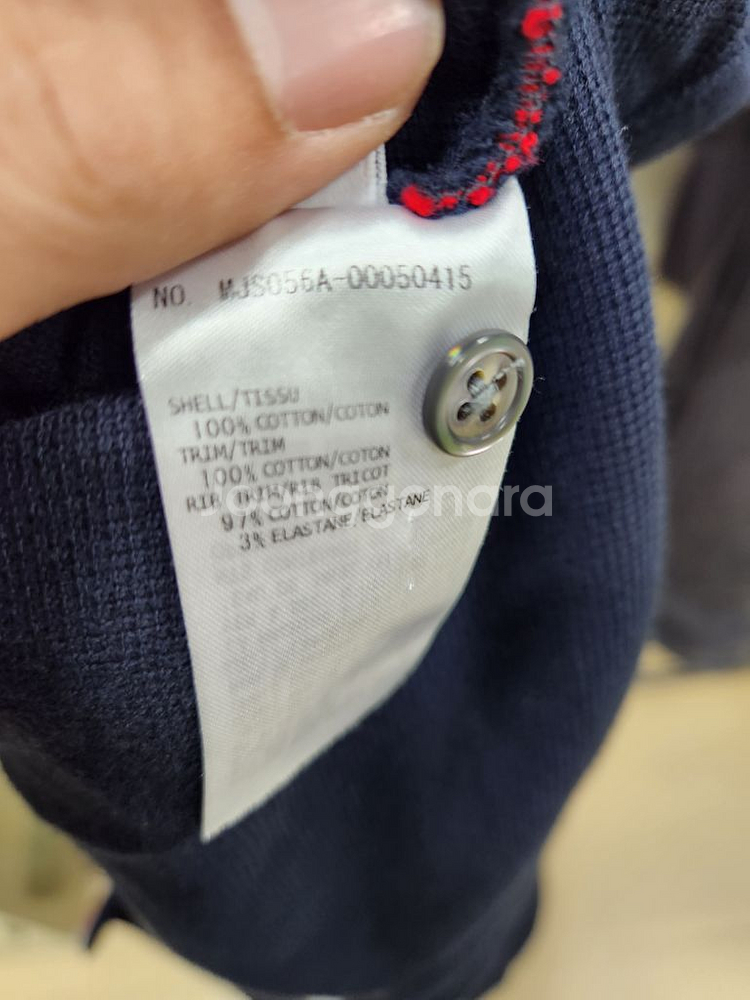 NO. MJS056A-00050415
SHELL/TISSU
100% COTTON/COTON
TRIM/TRIM
100% COTTON/COTON
RIB TRIM/RIB TRICOT
97% COTTON/COTON
3% ELASTANE/ELASTANE